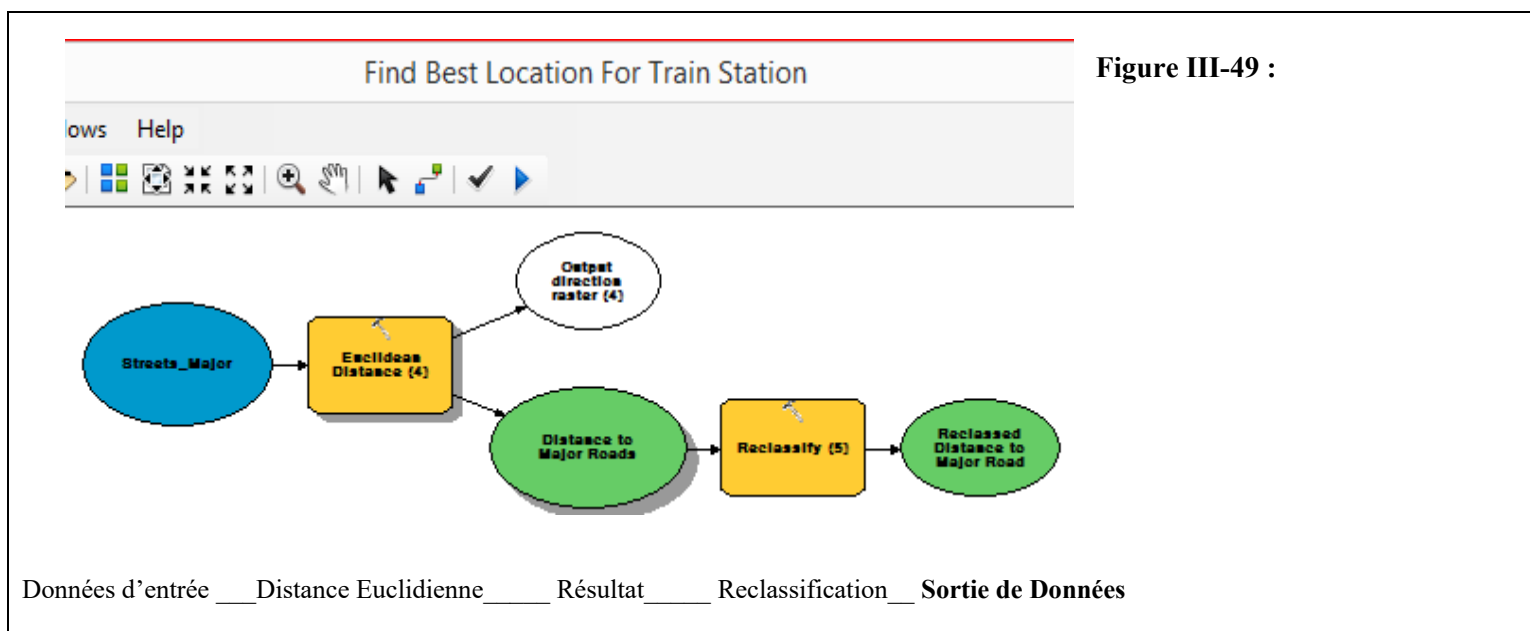 Find Best Location For Train Station
Figure III-49 :
lows Help
Output
direction
raster (4)
Streets_Major
Euclidean
Distance (4)
Distance to
Major Roads
Reclassify (5)
Reclassed
Distance to
Major Road
Données d’entrée ___Distance Euclidienne_____ Résultat_____ Reclassification__ Sortie de Données